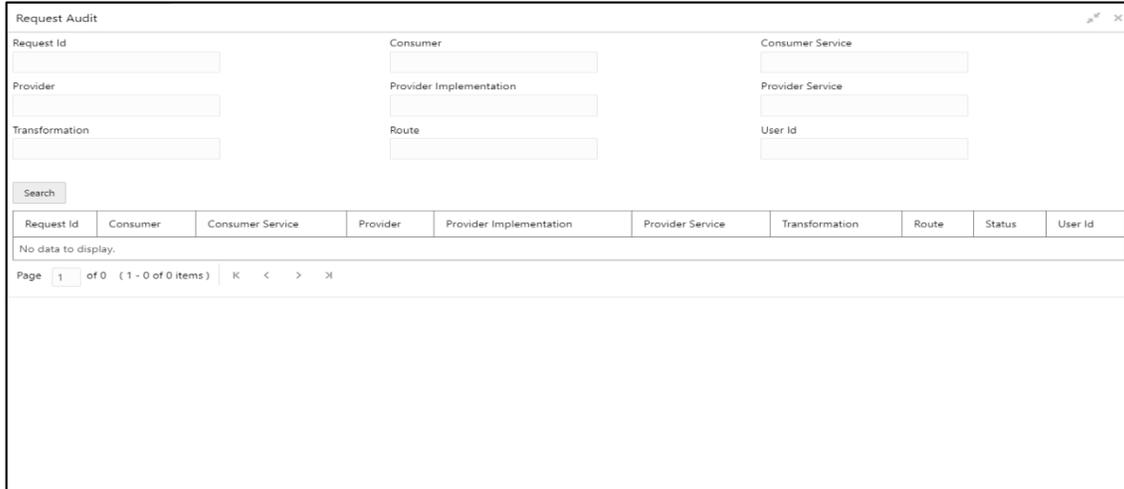 Request Audit
Request Id Consumer Consumer Service
Provider Provider Implementation Provider Service
Transformation Route User Id
Search
Request Id Consumer Consumer Service Provider Provider Implementation Provider Service Transformation Route Status User Id
No data to display.
Page 1 of 0 ( 1 - 0 of 0 items )